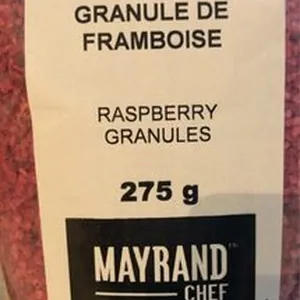 GRANULE DE
FRAMBOISE
RASPBERRY
GRANULES
275 g
MAYRAND
CHEF